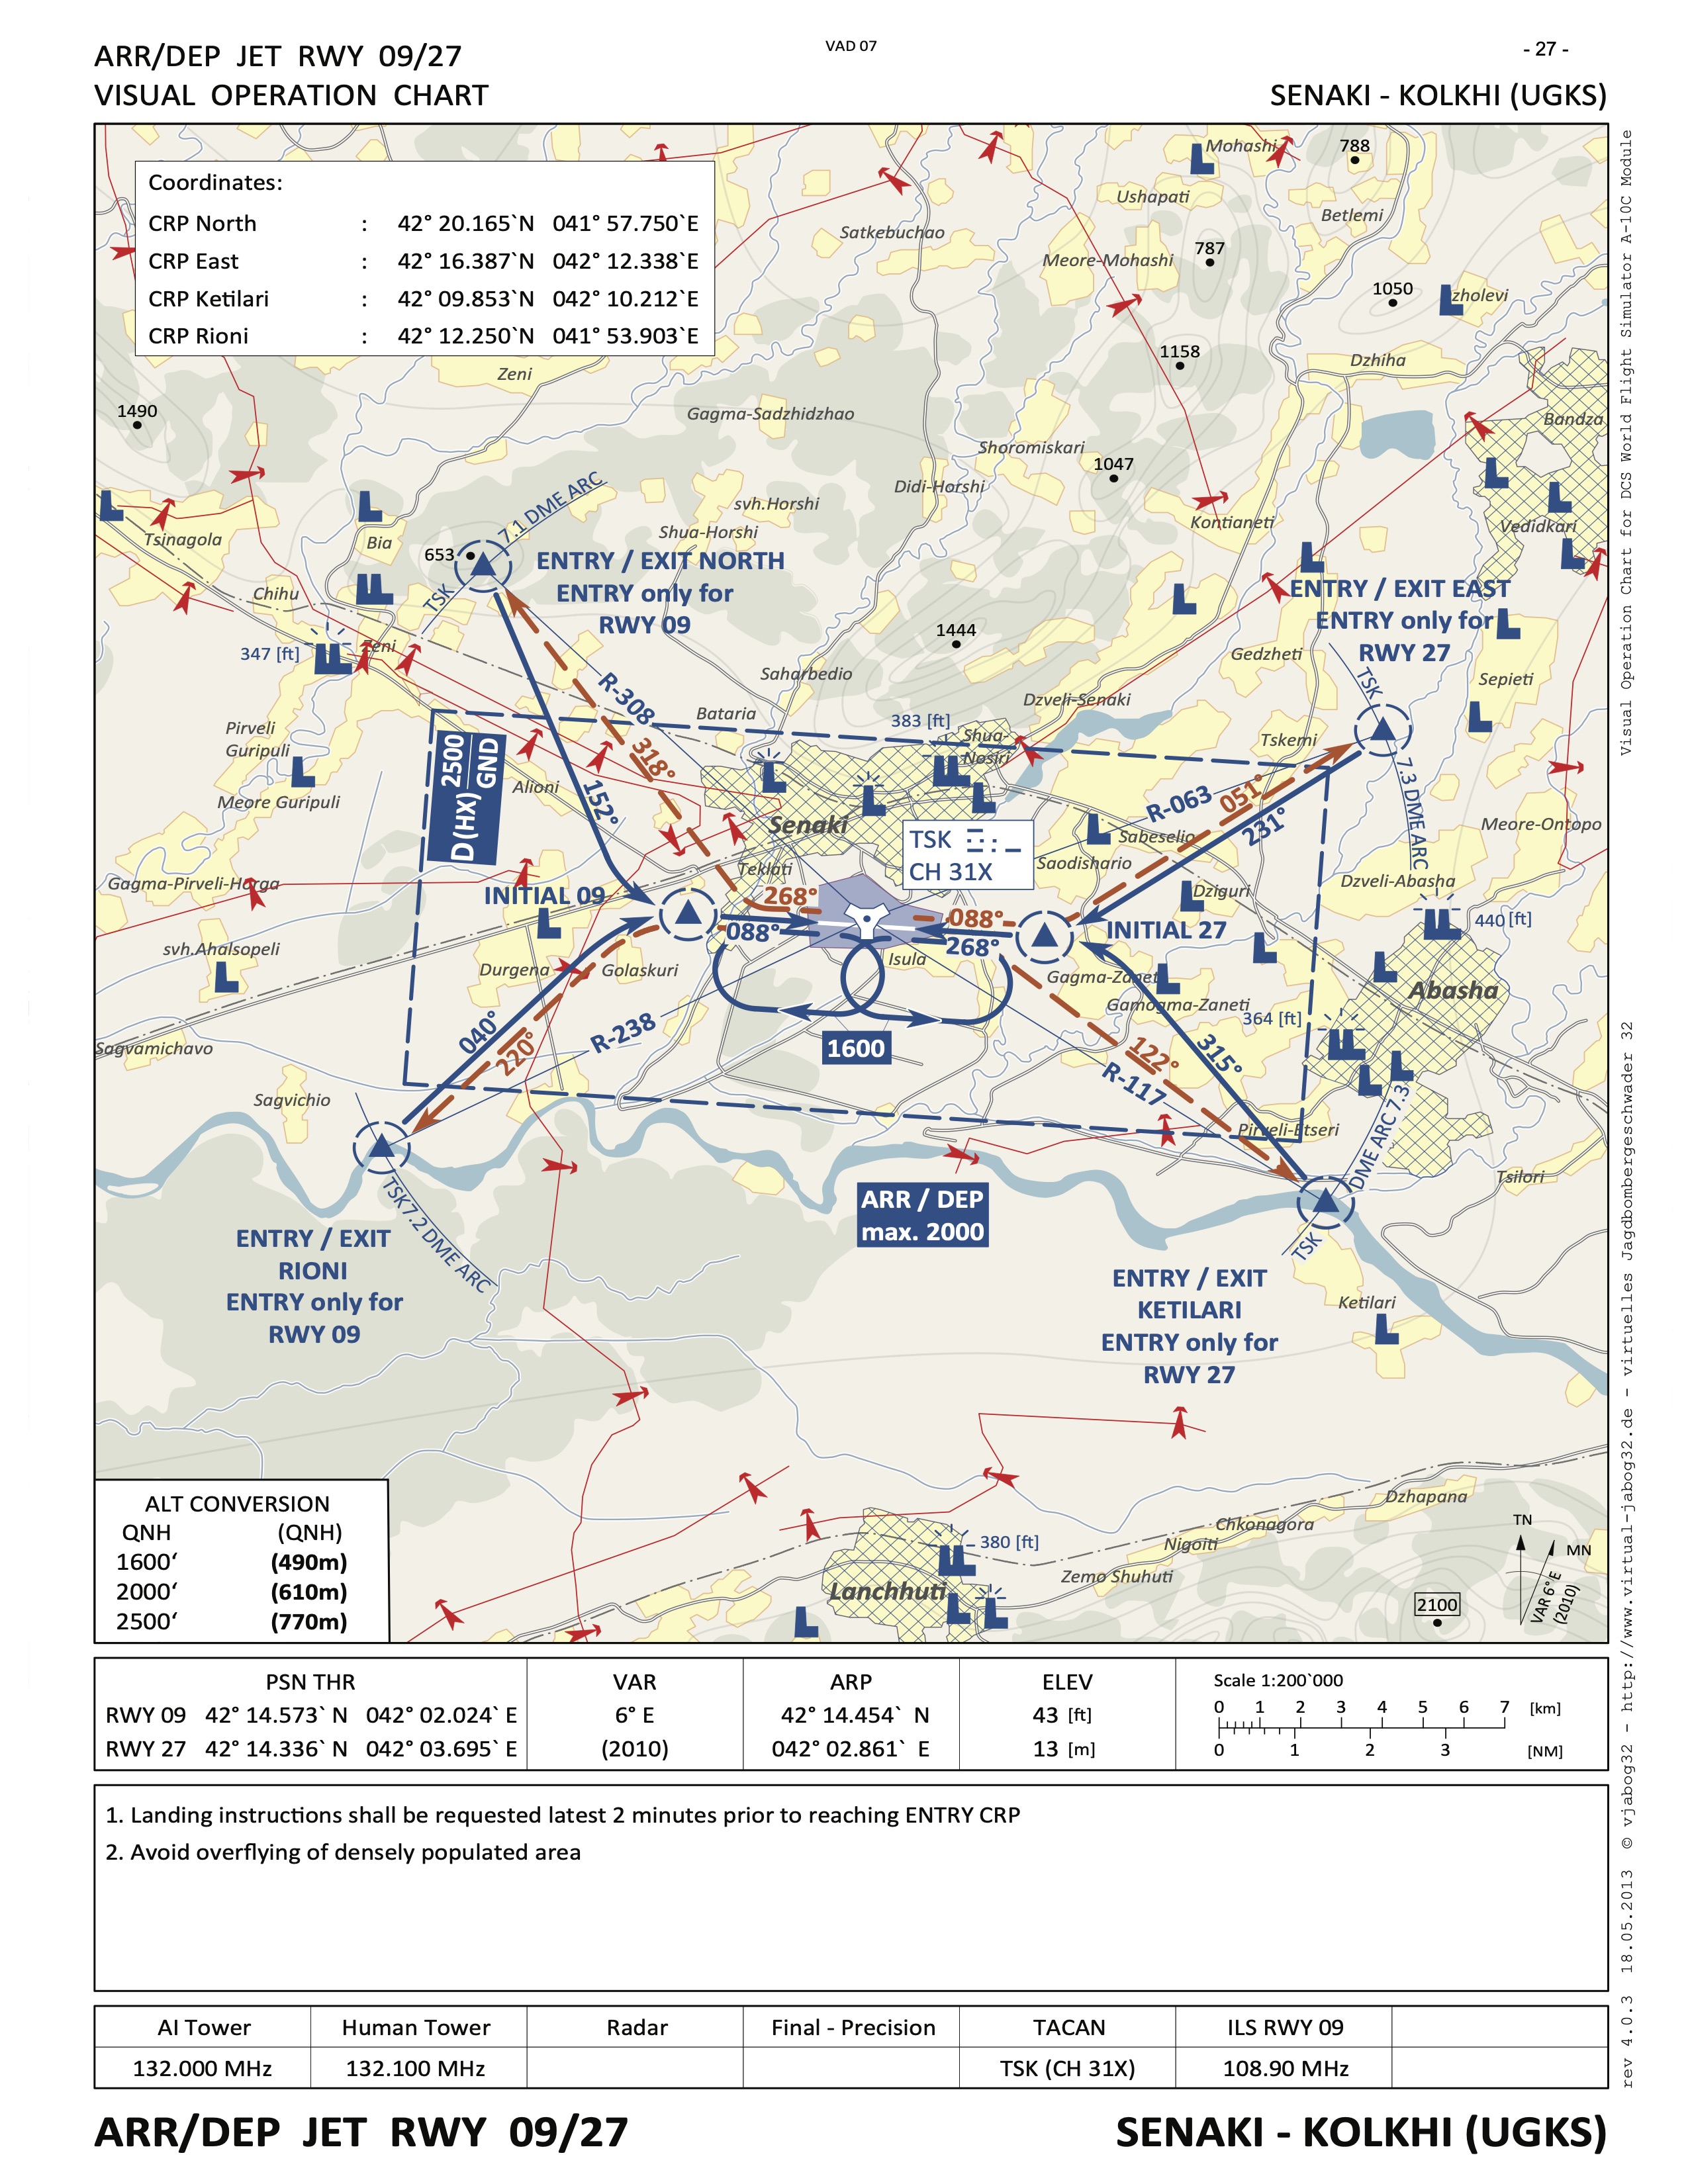 ARR/DEP JET RWY 09/27
VAD 07
- 27 -
VISUAL OPERATION CHART
SENAKI - KOLKHI (UGKS)
Coordinates:
CRP North : 42° 20.165`N 041° 57.750`E
CRP East : 42° 16.387`N 042° 12.338`E
CRP Ketilari : 42° 09.853`N 042° 10.212`E
CRP Rioni : 42° 12.250`N 041° 53.903`E
Mohashi
788
Ushapati
Betlemi
Satkebuchao
787
Meore-Mohashi
1050
zholevi
1158
Dzhiha
Zeni
1490
Gagma-Sadzhidzhao
Bandza
Shoromiskari
1047
Didi-Horshi
svh.Horshi
Kontianeti
Vedidkari
Tsinagola
Bia
Shua-Horshi
7.1 DME ARC
TSK
653
ENTRY / EXIT NORTH
ENTRY only for
RWY 09
ENTRY / EXIT EAST
ENTRY only for
RWY 27
Chihu
347 [ft]
Zeni
1444
Gedzheti
Sepieti
Saharbedio
R-308
Dzveli-Senaki
TSK
7.3 DME ARC
Bataria
383 [ft]
Shua-
Nosiri
Tskemi
Pirveli
Guripuli
D (HX) 2500
GND
318°
Alioni
Meore Guripuli
152°
R-063
051°
231°
Senaki
TSK
CH 31X
Sabeselio
Saodishario
Meore-Ontopo
Teklati
Gagma-Pirveli-Harga
INITIAL 09
268°
088°
088°
268°
INITIAL 27
Dziguri
Dzveli-Abasha
440 [ft]
svh.Ahalsopeli
Durgena
Golaskuri
Isula
Gagma-Zaneti
Gamogma-Zaneti
Abasha
364 [ft]
040°
220°
R-238
1600
122°
315°
R-117
Sagvamichavo
Sagvichio
Pirveli-Etseri
DME ARC 7.3
TSK
Tsilori
TSK7.2 DME ARC
ARR / DEP
max. 2000
ENTRY / EXIT
RIONI
ENTRY only for
RWY 09
ENTRY / EXIT
KETILARI
ENTRY only for
RWY 27
Ketilari
ALT CONVERSION
QNH (QNH)
1600‘ (490m)
2000‘ (610m)
2500‘ (770m)
Dzhapana
Chkonagora
Nigoiti
380 [ft]
Zemo Shuhuti
Lanchhuti
2100
TN
MN
VAR 6° E
(2010)
PSN THR
RWY 09 42° 14.573` N 042° 02.024` E
RWY 27 42° 14.336` N 042° 03.695` E
VAR
6° E
(2010)
ARP
42° 14.454` N
042° 02.861` E
ELEV
43 [ft]
13 [m]
Scale 1:200`000
0 1 2 3 4 5 6 7 [km]
0 1 2 3 [NM]
1. Landing instructions shall be requested latest 2 minutes prior to reaching ENTRY CRP
2. Avoid overflying of densely populated area
AI Tower Human Tower Radar Final - Precision TACAN ILS RWY 09
132.000 MHz 132.100 MHz TSK (CH 31X) 108.90 MHz
ARR/DEP JET RWY 09/27
SENAKI - KOLKHI (UGKS)
rev 4.0.3 18.05.2013 © vjabog32 - http://www.virtual-jabog32.de - virtuelles Jagdbombergeschwader 32
Visual Operation Chart for DCS World Flight Simulator A-10C Module